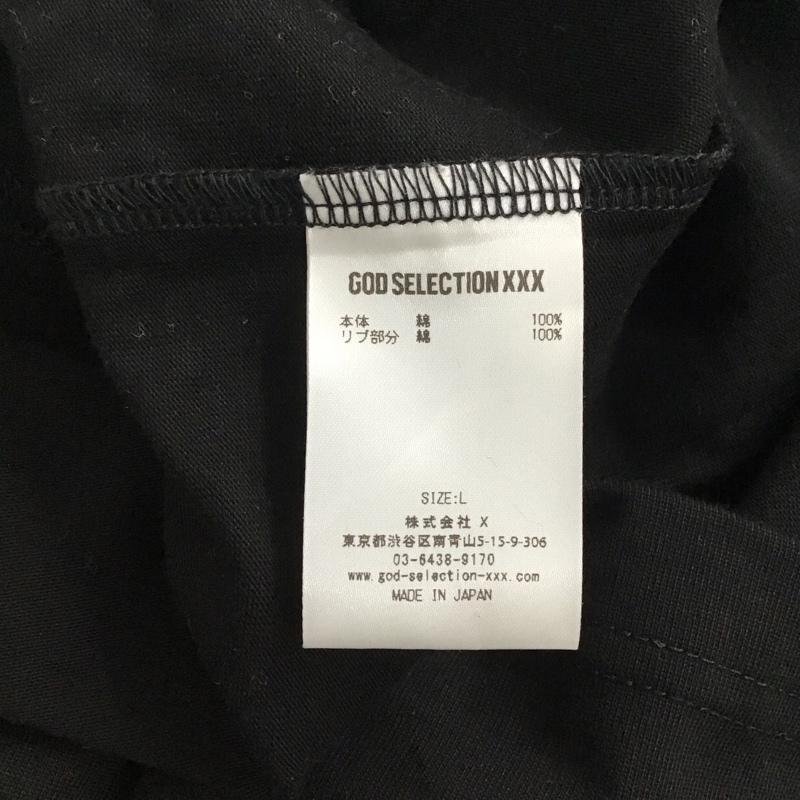 GOD SELECTION XXX
本体 綿 100%
リブ部分 綿 100%
SIZE:L
株式会社 X
東京都渋谷区南青山5-15-9-306
03-6438-9170
www.god-selection-xxx.com
MADE IN JAPAN